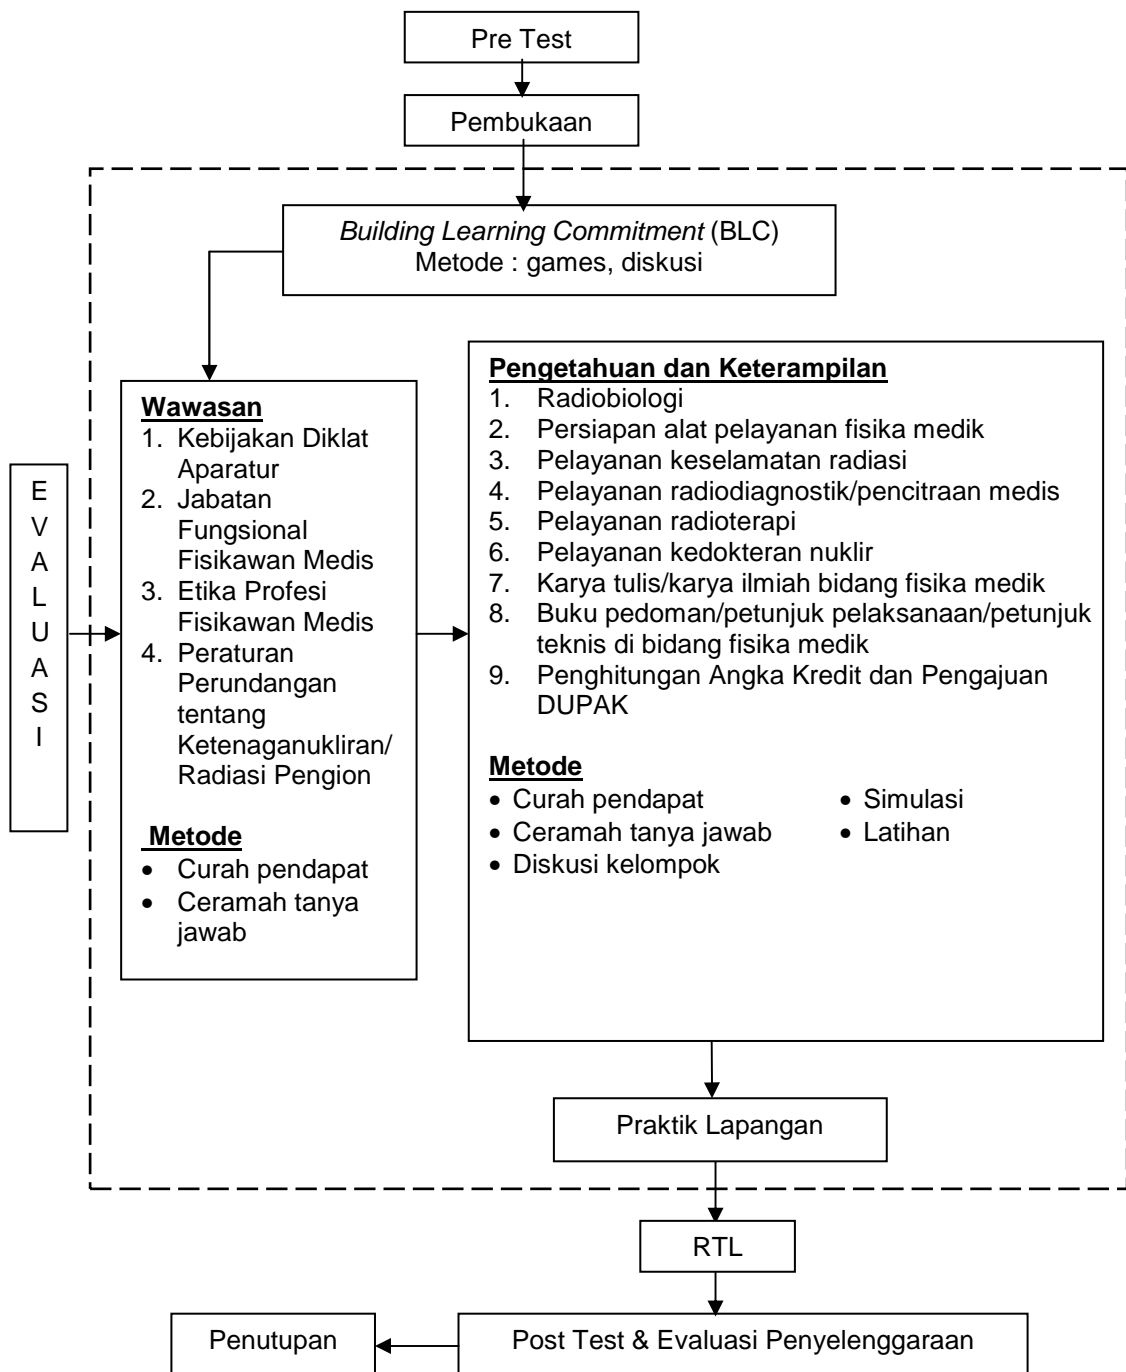 Pre Test
Pembukaan
Building Learning Commitment (BLC)
Metode : games, diskusi
E
V
A
L
U
A
S
I
Wawasan
1. Kebijakan Diklat
Aparatur
2. Jabatan
Fungsional
Fisikawan Medis
3. Etika Profesi
Fisikawan Medis
4. Peraturan
Perundangan
tentang
Ketenaganukliran/
Radiasi Pengion
Metode
• Curah pendapat
• Ceramah tanya
jawab
Pengetahuan dan Keterampilan
1. Radiobiologi
2. Persiapan alat pelayanan fisika medik
3. Pelayanan keselamatan radiasi
4. Pelayanan radiodiagnostik/pencitraan medis
5. Pelayanan radioterapi
6. Pelayanan kedokteran nuklir
7. Karya tulis/karya ilmiah bidang fisika medik
8. Buku pedoman/petunjuk pelaksanaan/petunjuk
teknis di bidang fisika medik
9. Penghitungan Angka Kredit dan Pengajuan
DUPAK
Metode
• Curah pendapat
• Ceramah tanya jawab
• Diskusi kelompok
• Simulasi
• Latihan
Praktik Lapangan
RTL
Post Test & Evaluasi Penyelenggaraan
Penutupan